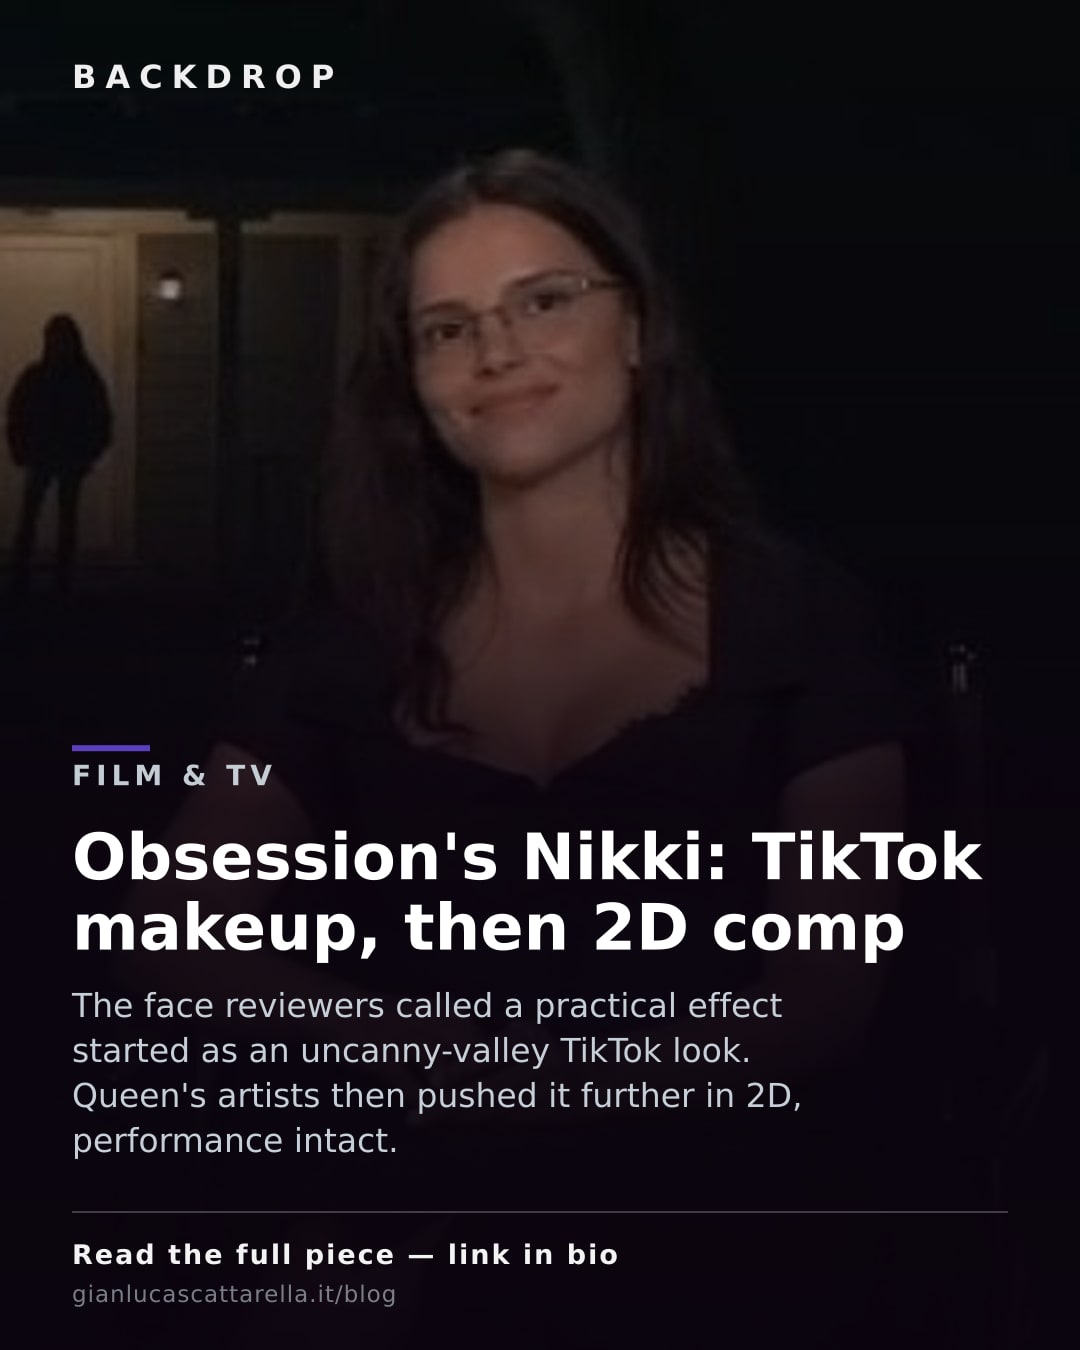 BACKDROP
FILM & TV
Obsession's Nikki: TikTok
makeup, then 2D comp
The face reviewers called a practical effect
started as an uncanny-valley TikTok look.
Queen's artists then pushed it further in 2D,
performance intact.
Read the full piece — link in bio
gianlucascattarella.it/blog